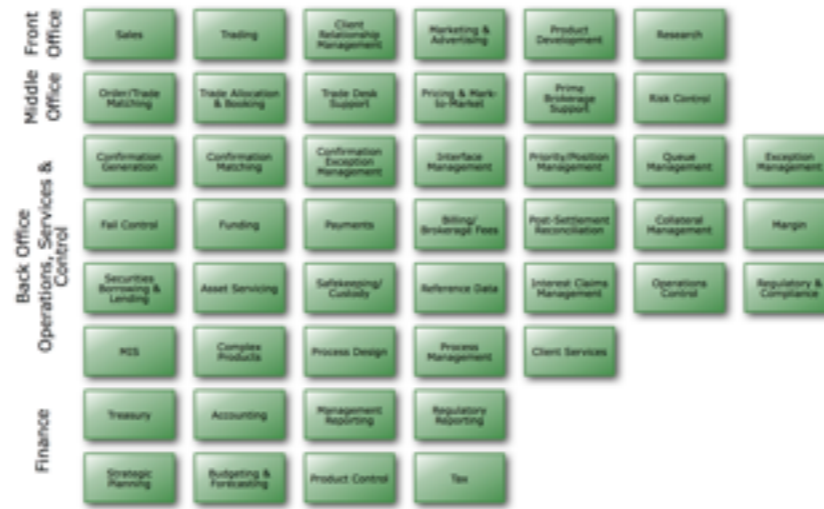 Front
Office
Sales
Trading
Client
Relationship
Management
Marketing &
Advertising
Product
Development
Research
Middle
Office
Order/Trade
Matching
Trade Allocation
& Booking
Trade Desk
Support
Pricing & Mark-
to-Market
Prime
Brokerage
Support
Risk Control
Back Office
Operations, Services &
Control
Confirmation
Generation
Confirmation
Matching
Confirmation
Exception
Management
Interface
Management
Priority/Position
Management
Queue
Management
Exception
Management
Fail Control
Funding
Payments
Billing/
Brokerage Fees
Post-Settlement
Reconciliation
Collateral
Management
Margin
Securities
Borrowing &
Lending
Asset Servicing
Safekeeping/
Custody
Reference Data
Interest Claims
Management
Operations
Control
Regulatory &
Compliance
MIS
Complex
Products
Process Design
Process
Management
Client Services
Finance
Treasury
Accounting
Management
Reporting
Regulatory
Reporting
Strategic
Planning
Budgeting &
Forecasting
Product Control
Tax